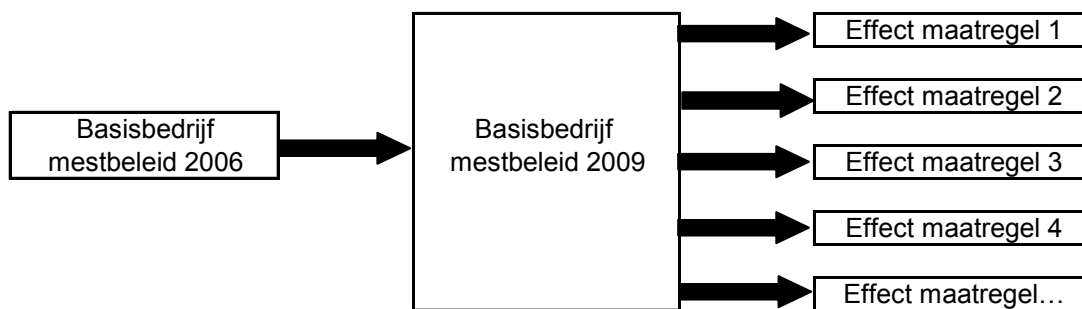 Basisbedrijf
mestbeleid 2006
Basisbedrijf
mestbeleid 2009
Effect maatregel 1
Effect maatregel 2
Effect maatregel 3
Effect maatregel 4
Effect maatregel…